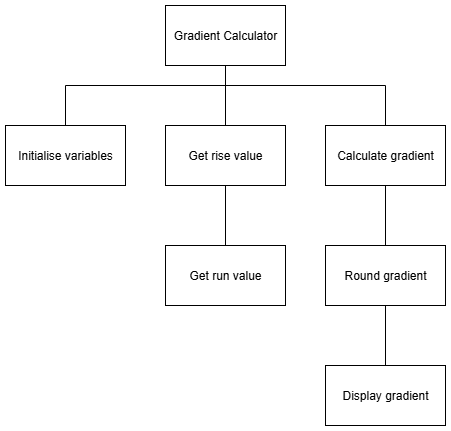 Gradient Calculator
Initialise variables
Get rise value
Calculate gradient
Get run value
Round gradient
Display gradient